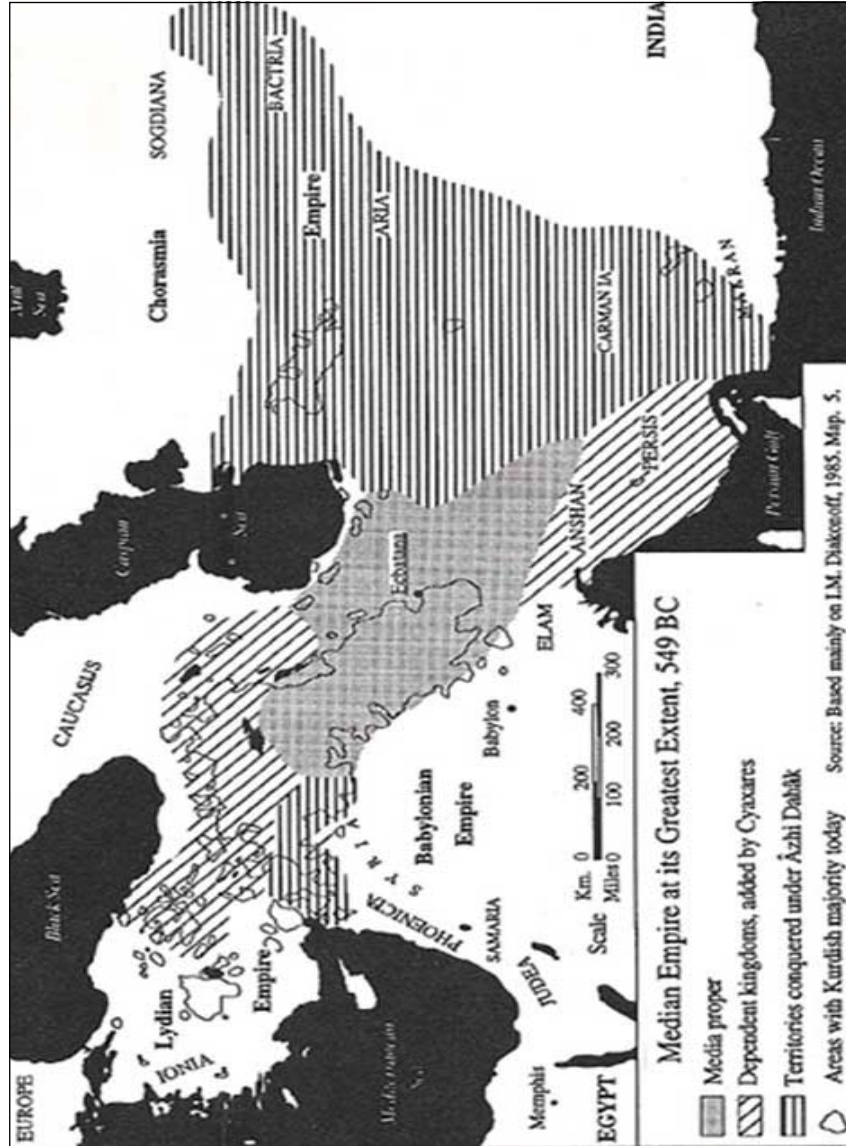 EUROPE
Black Sea
CAUCASUS
Caspian
Sea
Aral
Sea
Chorasmia
SOGDIANA
BACTRIA
Empire
ARIA
INDIA
IONIA
Lydian
Empire
Mediterranean
Sea
SYRIA
PHOENICIA
SAMARIA
JUDEA
Memphis
EGYPT
Babylonian
Empire
Babylon
Ecbatana
ELAM
ANSHAN
PERSIS
CARMANIA
MAKRAN
Persian Gulf
Indian Ocean
Scale
Km. 0 200 400
Miles 0 100 200 300
Median Empire at its Greatest Extent, 549 BC
Media proper
Dependent kingdoms, added by Cyaxares
Territories conquered under Âzhi Dahâk
Areas with Kurdish majority today
Source: Based mainly on I.M. Diakonoff, 1985, Map. 5.